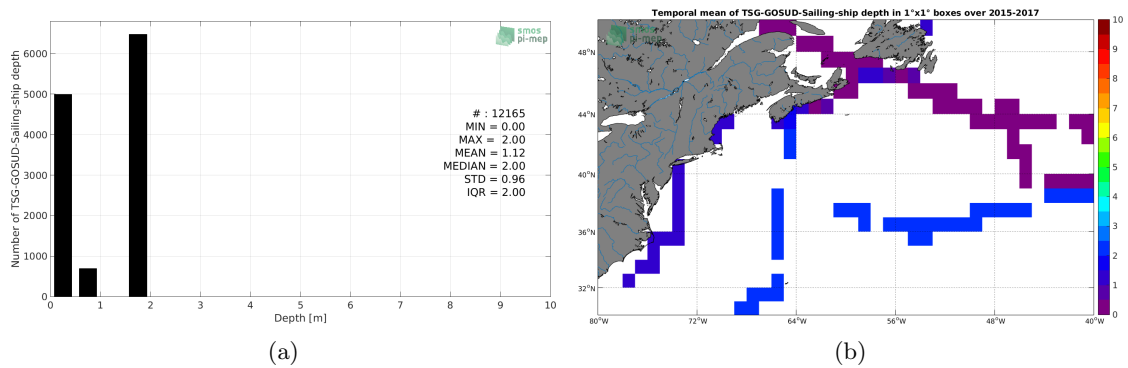 Number of TSG-GOSUD-Sailing-ship depth
6000
5000
4000
3000
2000
1000
0
0 1 2 3 4 5 6 7 8 9 10
Depth [m]
smos
pi-mep
# : 12165
MIN = 0.00
MAX = 2.00
MEAN = 1.12
MEDIAN = 2.00
STD = 0.96
IQR = 2.00
(a)
Temporal mean of TSG-GOSUD-Sailing-ship depth in 1°x1° boxes over 2015-2017
smos
pi-mep
48°N
44°N
40°N
36°N
32°N
80°W 72°W 64°W 56°W 48°W 40°W
10
9
8
7
6
5
4
3
2
1
0
(b)